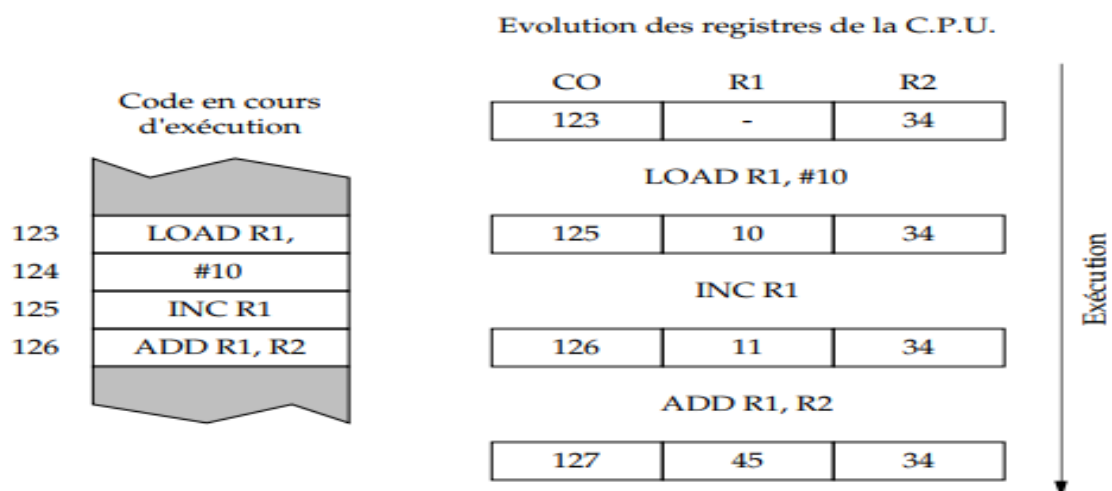 Evolution des registres de la C.P.U.
Code en cours
d'exécution
123 LOAD R1,
124 #10
125 INC R1
126 ADD R1, R2
CO R1 R2
123 - 34
LOAD R1, #10
125 10 34
INC R1
126 11 34
ADD R1, R2
127 45 34
Exécution